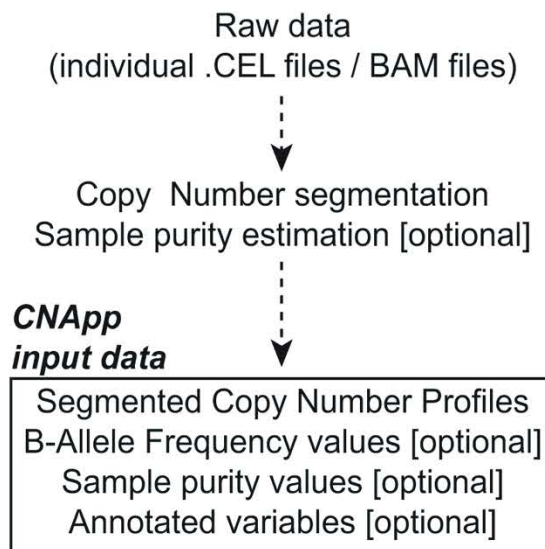 Raw data
(individual .CEL files / BAM files)
Copy Number segmentation
Sample purity estimation [optional]
CNApp
input data
Segmented Copy Number Profiles
B-Allele Frequency values [optional]
Sample purity values [optional]
Annotated variables [optional]